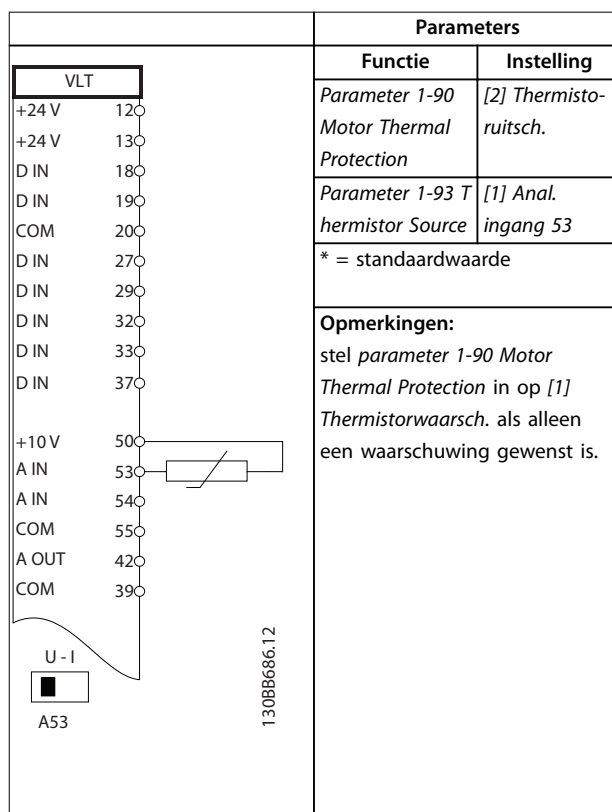 VLT
+24 V 12
+24 V 13
D IN 18
D IN 19
COM 20
D IN 27
D IN 29
D IN 32
D IN 33
D IN 37
+10 V 50
A IN 53
A IN 54
COM 55
A OUT 42
COM 39
U - I
A53
130BB686.12
Parameters
Functie Instelling
Parameter 1-90 [2] Thermisto-
Motor Thermal ruitsch.
Protection
Parameter 1-93 T [1] Anal.
hermistor Source ingang 53
* = standaardwaarde
Opmerkingen:
stel parameter 1-90 Motor
Thermal Protection in op [1]
Thermistorwaarsch. als alleen
een waarschuwing gewenst is.